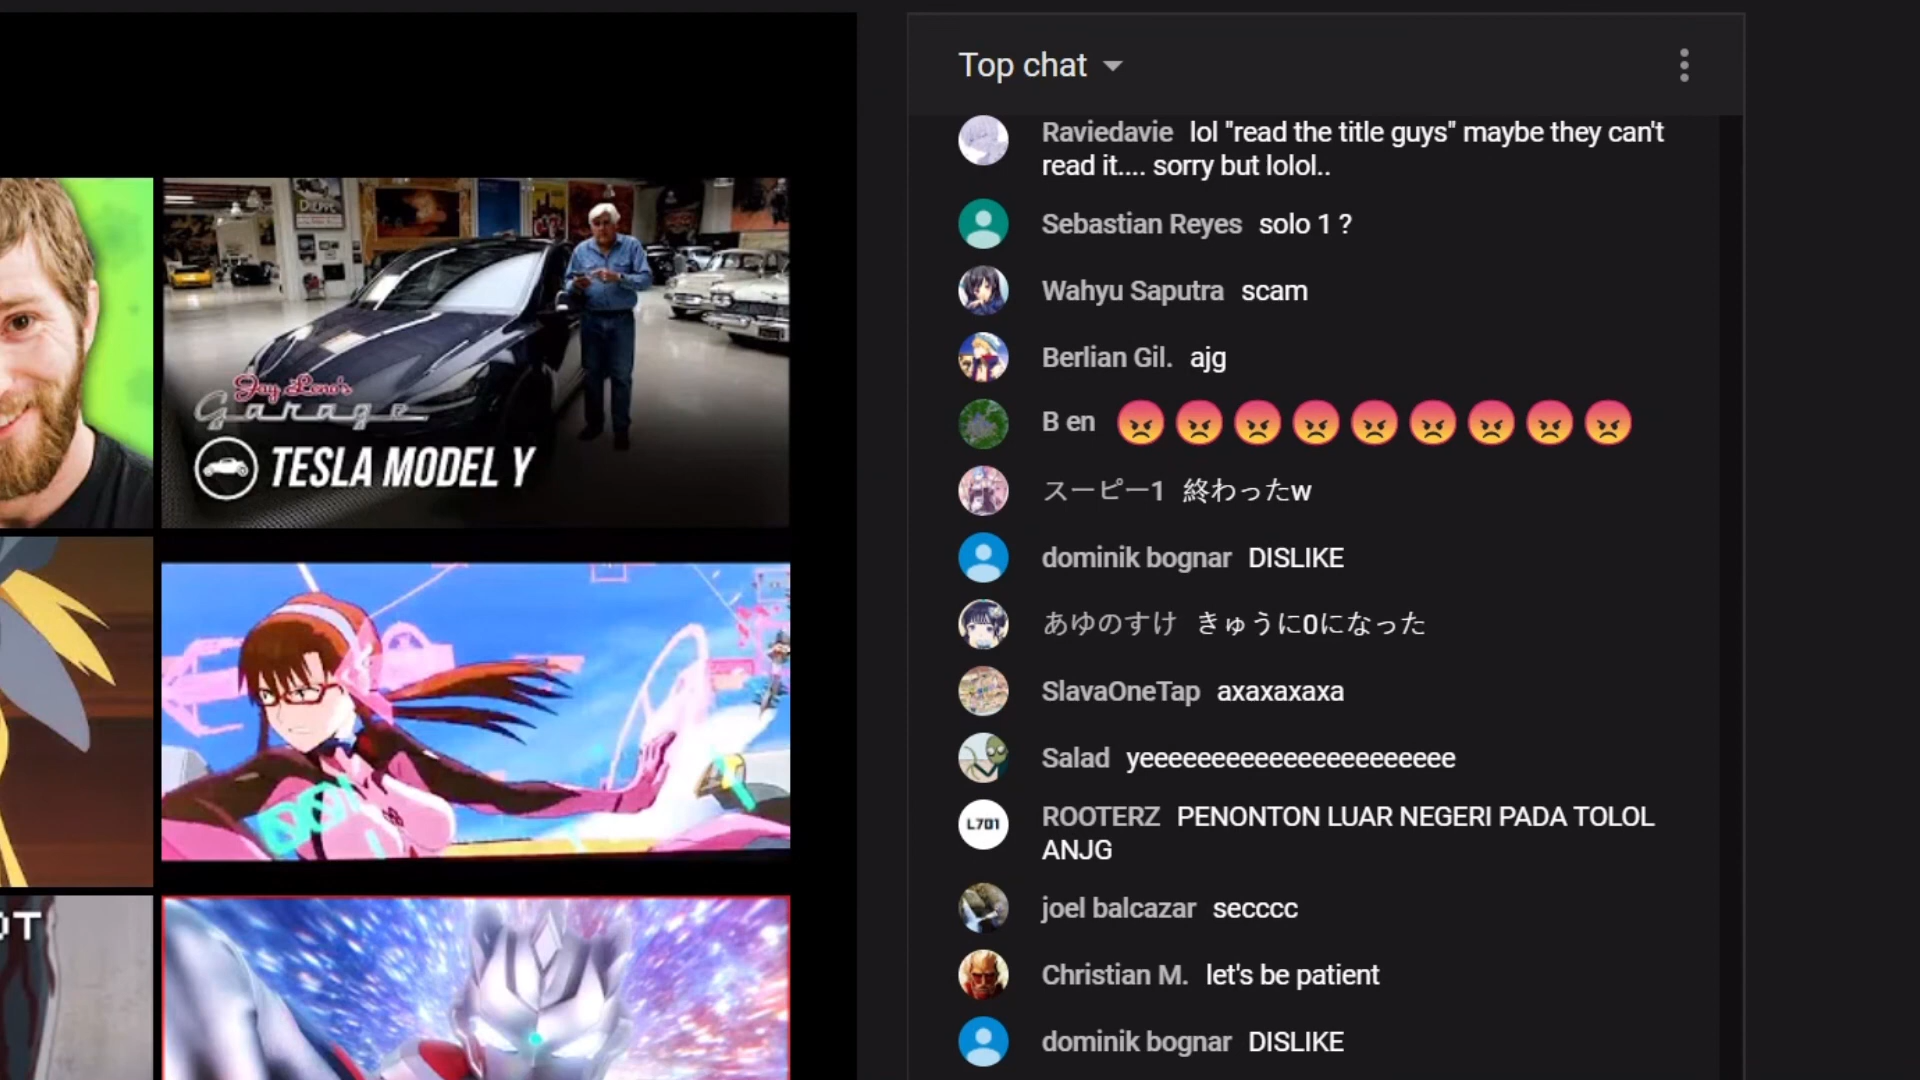 Top chat
Raviedavie lol "read the title guys" maybe they can't
read it.... sorry but lolol..
Sebastian Reyes solo 1 ?
Wahyu Saputra scam
Berlian Gil. ajg
B en 😡😡😡😡😡😡😡😡😡
スーピー1 終わったw
dominik bognar DISLIKE
あゆのすけ きゅうに0になった
SlavaOneTap axaxaxaxa
Salad yeeeeeeeeeeeeeeeeeeeeeee
L701
ROOTERZ PENONTON LUAR NEGERI PADA TOLOL
ANJG
joel balcazar secccc
Christian M. let's be patient
dominik bognar DISLIKE
DIEPPE
Jay Leno's
Garage
TESLA MODEL Y
OT